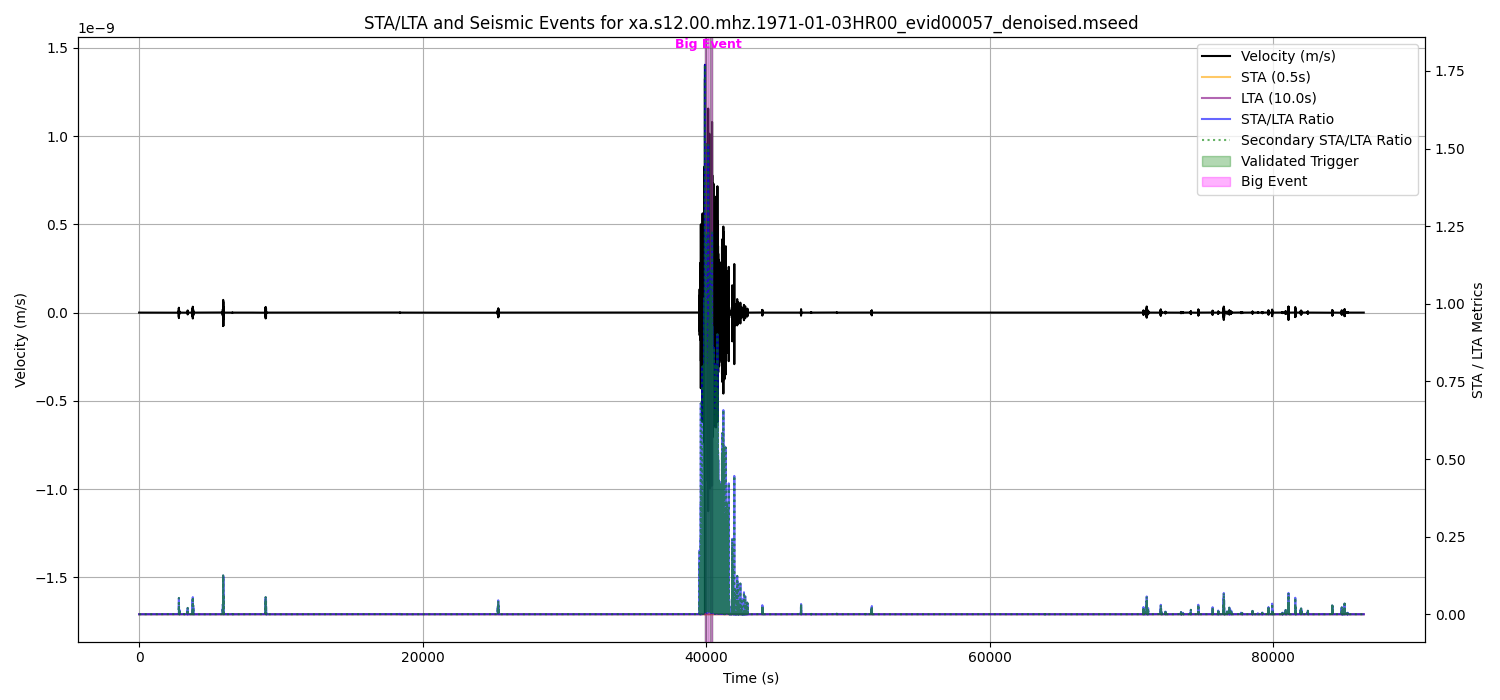 STA/LTA and Seismic Events for xa.s12.00.mhz.1971-01-03HR00_evid00057_denoised.mseed
1e−9
Big Event
Velocity (m/s)
STA (0.5s)
LTA (10.0s)
STA/LTA Ratio
Secondary STA/LTA Ratio
Validated Trigger
Big Event
1.5
1.0
0.5
0.0
−0.5
−1.0
−1.5
Velocity (m/s)
1.75
1.50
1.25
1.00
0.75
0.50
0.25
0.00
STA / LTA Metrics
0 20000 40000 60000 80000
Time (s)